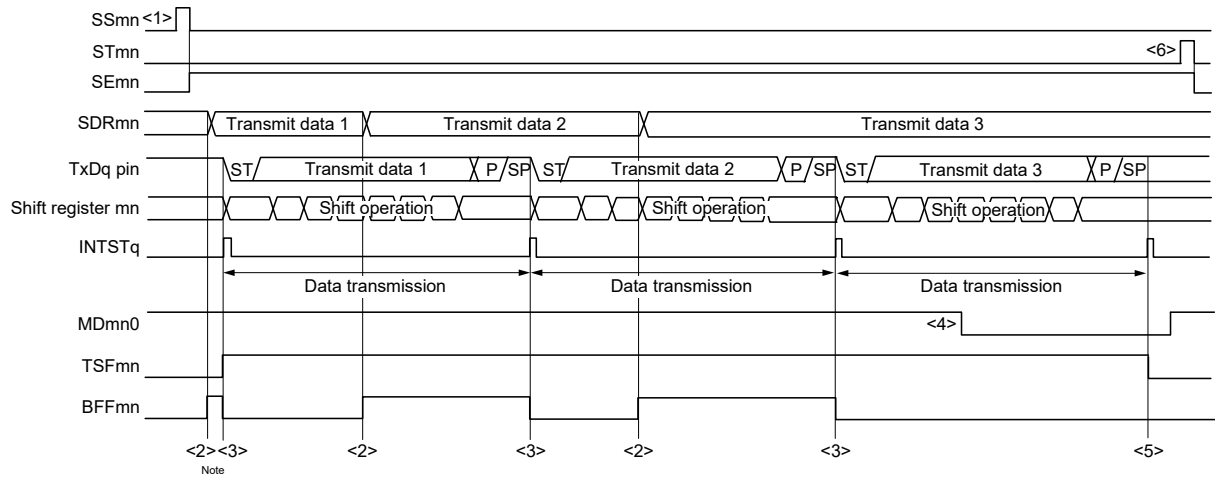 SSmn <1>
STmn <6>
SEmn
SDRmn Transmit data 1 Transmit data 2 Transmit data 3
TxDq pin ST Transmit data 1 P SP ST Transmit data 2 P SP ST Transmit data 3 P SP
Shift register mn Shift operation Shift operation Shift operation
INTSTq
Data transmission Data transmission Data transmission
MDmn0 <4>
TSFmn
BFFmn
<2> <3> <2> <3> <2> <3> <5>
Note